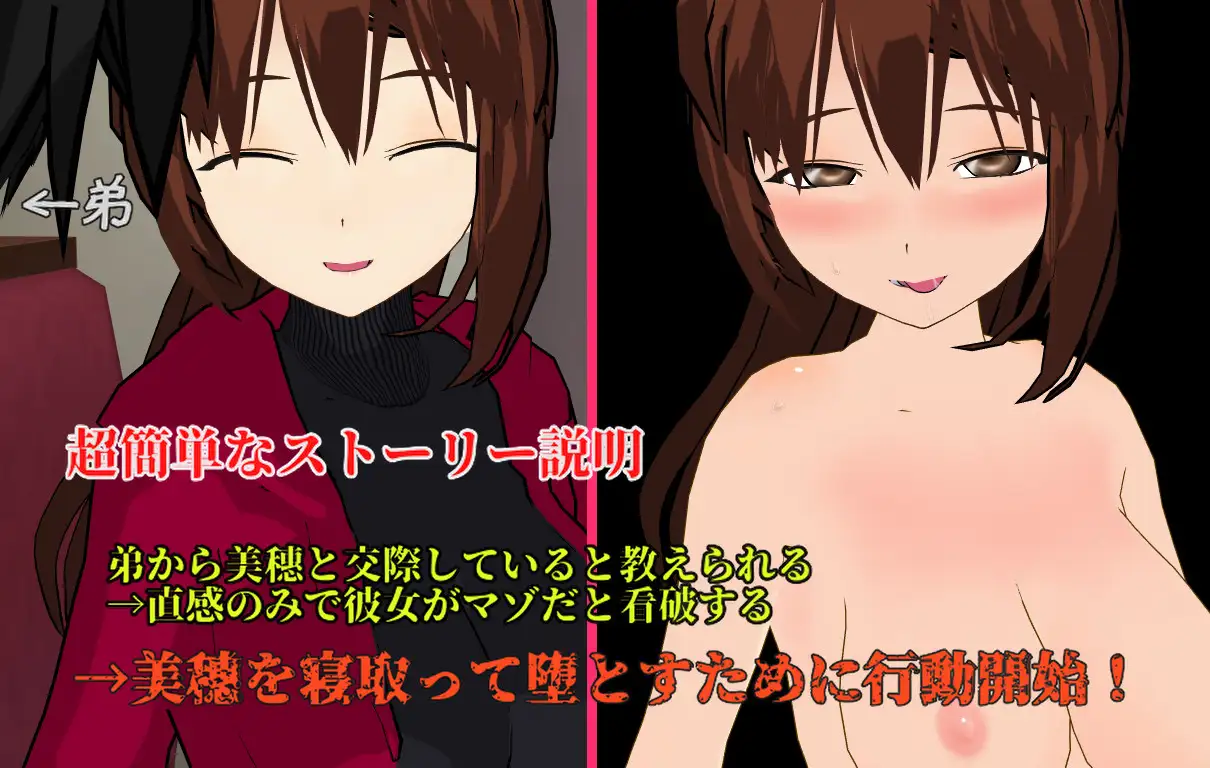 ←弟
超簡単なストーリー説明
弟から美穂と交際していると教えられる
→直感のみで彼女がマゾだと看破する
→美穂を寝取って堕とすために行動開始！